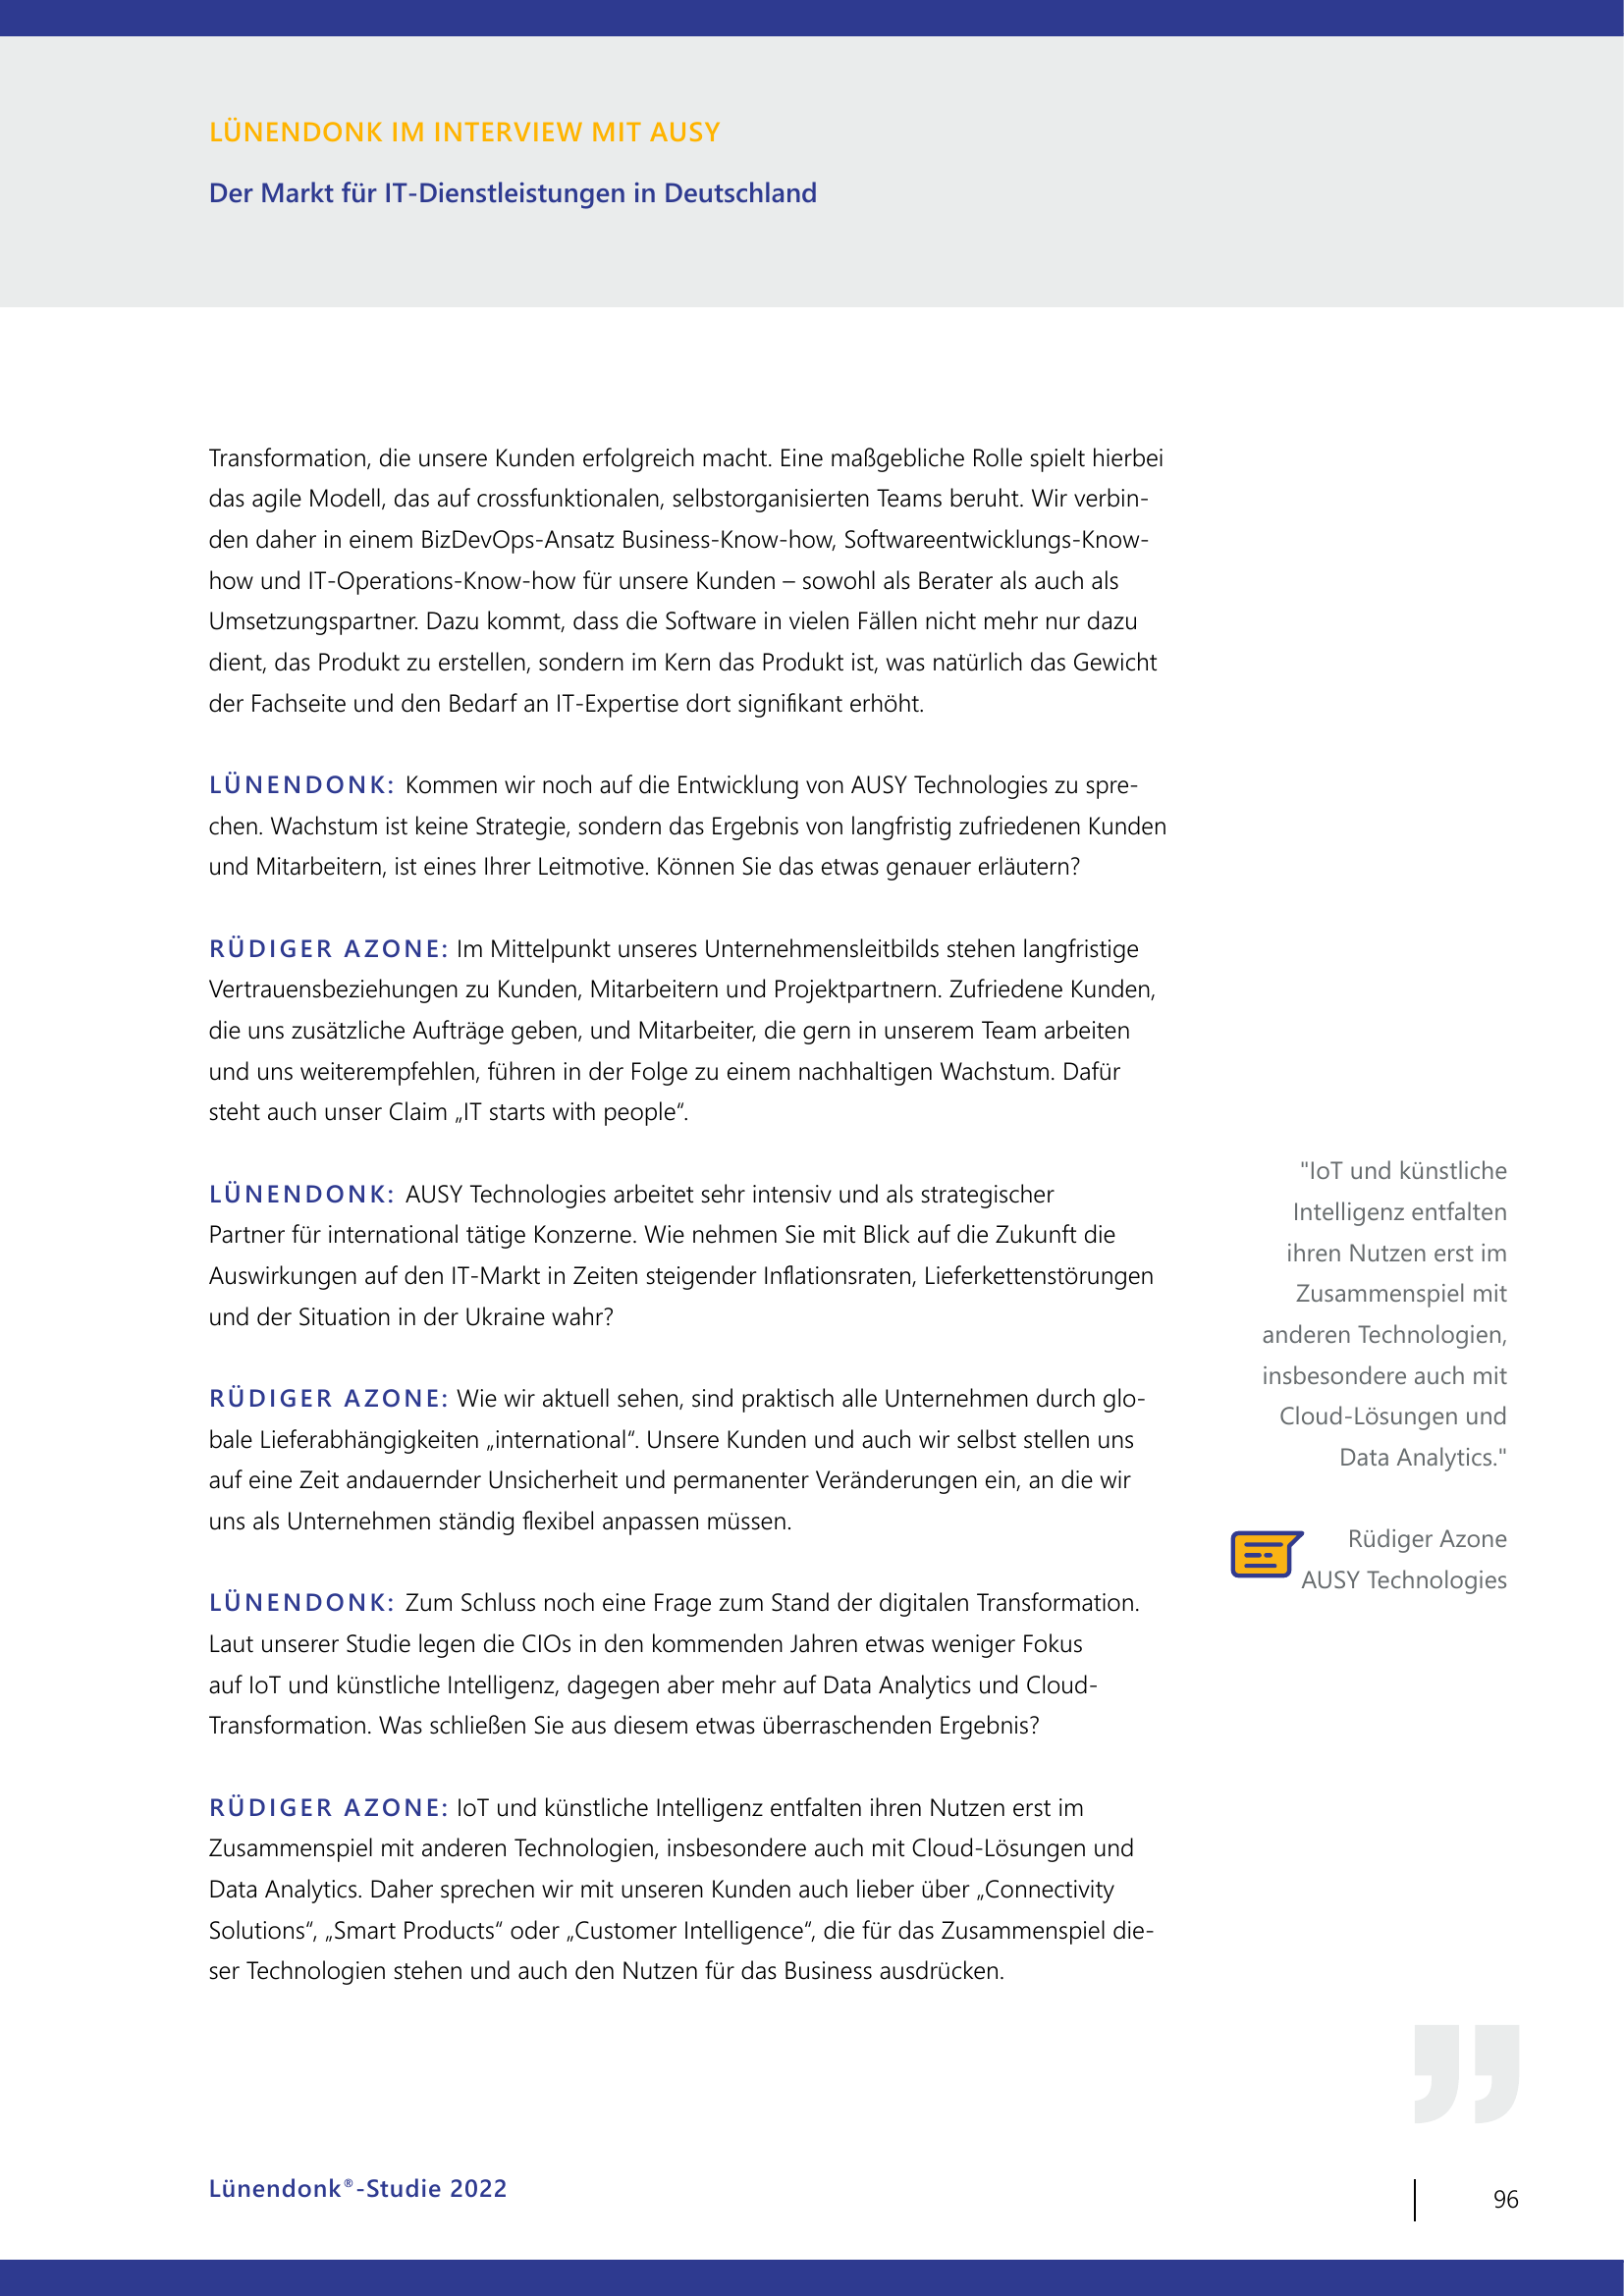 LÜNENDONK IM INTERVIEW MIT AUSY
Der Markt für IT-Dienstleistungen in Deutschland
Transformation, die unsere Kunden erfolgreich macht. Eine maßgebliche Rolle spielt hierbei
das agile Modell, das auf crossfunktionalen, selbstorganisierten Teams beruht. Wir verbin-
den daher in einem BizDevOps-Ansatz Business-Know-how, Softwareentwicklungs-Know-
how und IT-Operations-Know-how für unsere Kunden – sowohl als Berater als auch als
Umsetzungspartner. Dazu kommt, dass die Software in vielen Fällen nicht mehr nur dazu
dient, das Produkt zu erstellen, sondern im Kern das Produkt ist, was natürlich das Gewicht
der Fachseite und den Bedarf an IT-Expertise dort signifikant erhöht.
LÜNENDONK: Kommen wir noch auf die Entwicklung von AUSY Technologies zu spre-
chen. Wachstum ist keine Strategie, sondern das Ergebnis von langfristig zufriedenen Kunden
und Mitarbeitern, ist eines Ihrer Leitmotive. Können Sie das etwas genauer erläutern?
RÜDIGER AZONE: Im Mittelpunkt unseres Unternehmensleitbilds stehen langfristige
Vertrauensbeziehungen zu Kunden, Mitarbeitern und Projektpartnern. Zufriedene Kunden,
die uns zusätzliche Aufträge geben, und Mitarbeiter, die gern in unserem Team arbeiten
und uns weiterempfehlen, führen in der Folge zu einem nachhaltigen Wachstum. Dafür
steht auch unser Claim „IT starts with people“.
LÜNENDONK: AUSY Technologies arbeitet sehr intensiv und als strategischer
Partner für international tätige Konzerne. Wie nehmen Sie mit Blick auf die Zukunft die
Auswirkungen auf den IT-Markt in Zeiten steigender Inflationsraten, Lieferkettenstörungen
und der Situation in der Ukraine wahr?
RÜDIGER AZONE: Wie wir aktuell sehen, sind praktisch alle Unternehmen durch glo-
bale Lieferabhängigkeiten „international“. Unsere Kunden und auch wir selbst stellen uns
auf eine Zeit andauernder Unsicherheit und permanenter Veränderungen ein, an die wir
uns als Unternehmen ständig flexibel anpassen müssen.
LÜNENDONK: Zum Schluss noch eine Frage zum Stand der digitalen Transformation.
Laut unserer Studie legen die CIOs in den kommenden Jahren etwas weniger Fokus
auf IoT und künstliche Intelligenz, dagegen aber mehr auf Data Analytics und Cloud-
Transformation. Was schließen Sie aus diesem etwas überraschenden Ergebnis?
RÜDIGER AZONE: IoT und künstliche Intelligenz entfalten ihren Nutzen erst im
Zusammenspiel mit anderen Technologien, insbesondere auch mit Cloud-Lösungen und
Data Analytics. Daher sprechen wir mit unseren Kunden auch lieber über „Connectivity
Solutions“, „Smart Products“ oder „Customer Intelligence“, die für das Zusammenspiel die-
ser Technologien stehen und auch den Nutzen für das Business ausdrücken.
"IoT und künstliche
Intelligenz entfalten
ihren Nutzen erst im
Zusammenspiel mit
anderen Technologien,
insbesondere auch mit
Cloud-Lösungen und
Data Analytics."
Rüdiger Azone
AUSY Technologies
Lünendonk®-Studie 2022
96